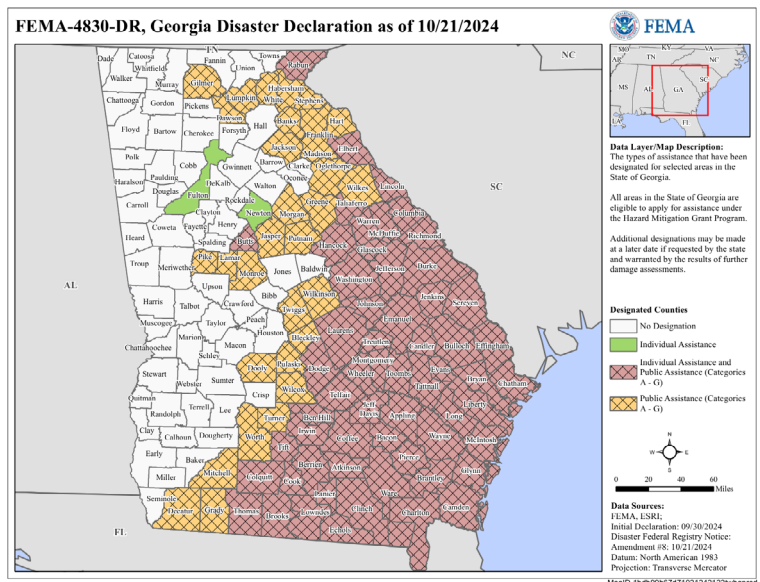 FEMA-4830-DR, Georgia Disaster Declaration as of 10/21/2024
FEMA
TN
NC
SC
AL
FL
Dade
Catoosa
Whitfield
Walker
Murray
Fannin
Union
Towns
Rabun
Gilmer
Chattooga
Gordon
Pickens
Lumpkin
White
Habersham
Stephens
Dawson
Floyd
Bartow
Cherokee
Forsyth
Hall
Banks
Franklin
Hart
Jackson
Madison
Elbert
Polk
Paulding
Cobb
Gwinnett
Barrow
Clarke
Oglethorpe
Oconee
Haralson
Douglas
Fulton
DeKalb
Walton
Wilkes
Lincoln
Carroll
Clayton
Rockdale
Newton
Morgan
Greene
Taliaferro
Columbia
Coweta
Fayette
Henry
Heard
Spalding
Butts
Jasper
Putnam
Hancock
Warren
McDuffie
Richmond
Glascock
Troup
Meriwether
Pike
Lamar
Monroe
Jones
Baldwin
Washington
Jefferson
Burke
Upson
Harris
Talbot
Crawford
Bibb
Twiggs
Wilkinson
Johnson
Jenkins
Screven
Emanuel
Muscogee
Taylor
Peach
Houston
Bleckley
Laurens
Treutlen
Candler
Bulloch
Effingham
Marion
Macon
Chattahoochee
Schley
Dooly
Pulaski
Dodge
Montgomery
Wheeler
Toombs
Evans
Tattnall
Bryan
Chatham
Stewart
Webster
Sumter
Crisp
Wilcox
Telfair
Liberty
Long
Quitman
Randolph
Terrell
Lee
Turner
Ben Hill
Jeff
Davis
Appling
Clay
Calhoun
Dougherty
Worth
Irwin
Coffee
Bacon
Wayne
McIntosh
Tift
Early
Baker
Mitchell
Colquitt
Berrien
Atkinson
Pierce
Glynn
Brantley
Cook
Miller
Lanier
Ware
Seminole
Decatur
Grady
Thomas
Brooks
Lowndes
Clinch
Charlton
Camden
Echols
MO
KY
VA
AR
TN
NC
MS
AL
GA
SC
LA
FL
Data Layer/Map Description:
The types of assistance that have been
designated for selected areas in the
State of Georgia.
All areas in the State of Georgia are
eligible to apply for assistance under
the Hazard Mitigation Grant Program.
Additional designations may be made
at a later date if requested by the state
and warranted by the results of further
damage assessments.
Designated Counties
No Designation
Individual Assistance
Individual Assistance and
Public Assistance (Categories
A - G)
Public Assistance (Categories
A - G)
N
W E
S
0 20 40 60
Miles
Data Sources:
FEMA, ESRI;
Initial Declaration: 09/30/2024
Disaster Federal Registry Notice:
Amendment #8: 10/21/2024
Datum: North American 1983
Projection: Transverse Mercator